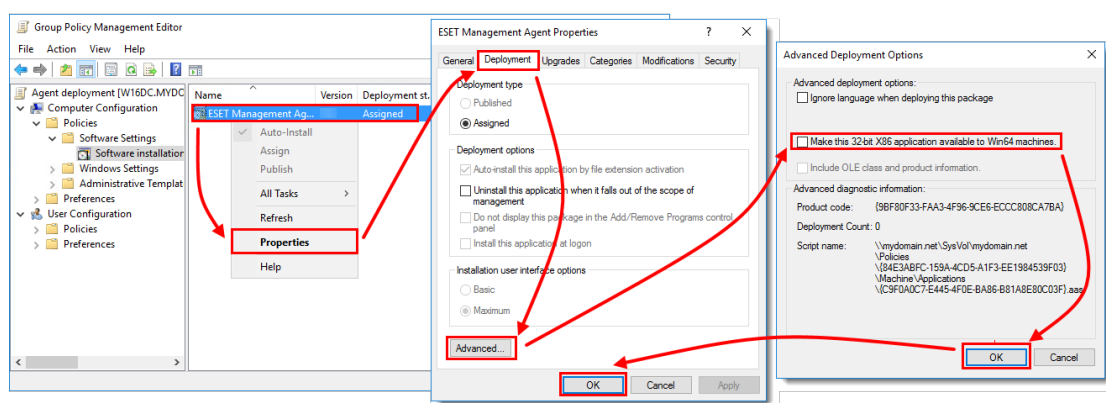 Group Policy Management Editor
File Action View Help
Agent deployment [W16DC.MYDC
Computer Configuration
Policies
Software Settings
Software installation
Windows Settings
Administrative Templat
Preferences
User Configuration
Policies
Preferences
Name Version Deployment st.
ESET Management Ag... Assigned
Auto-Install
Assign
Publish
All Tasks
Refresh
Properties
Help
ESET Management Agent Properties
General Deployment Upgrades Categories Modifications Security
Deployment type
Published
Assigned
Deployment options
Auto-install this application by file extension activation
Uninstall this application when it falls out of the scope of
management
Do not display this package in the Add/Remove Programs control
panel
Install this application at logon
Installation user interface options
Basic
Maximum
Advanced...
OK Cancel Apply
Advanced Deployment Options
Advanced deployment options:
Ignore language when deploying this package
Make this 32-bit X86 application available to Win64 machines.
Include OLE class and product information.
Advanced diagnostic information:
Product code: {9BF80F33-FAA3-4F96-9CE6-ECCC808CA7BA}
Deployment Count: 0
Script name: \\mydomain.net\SysVol\mydomain.net
\Policies
\{84E3ABFC-159A-4CD5-A1F3-EE1984539F03}
\Machine\Applications
\{C9F0A0C7-E445-4F0E-BA86-B81A8E80C03F}.aas
OK Cancel